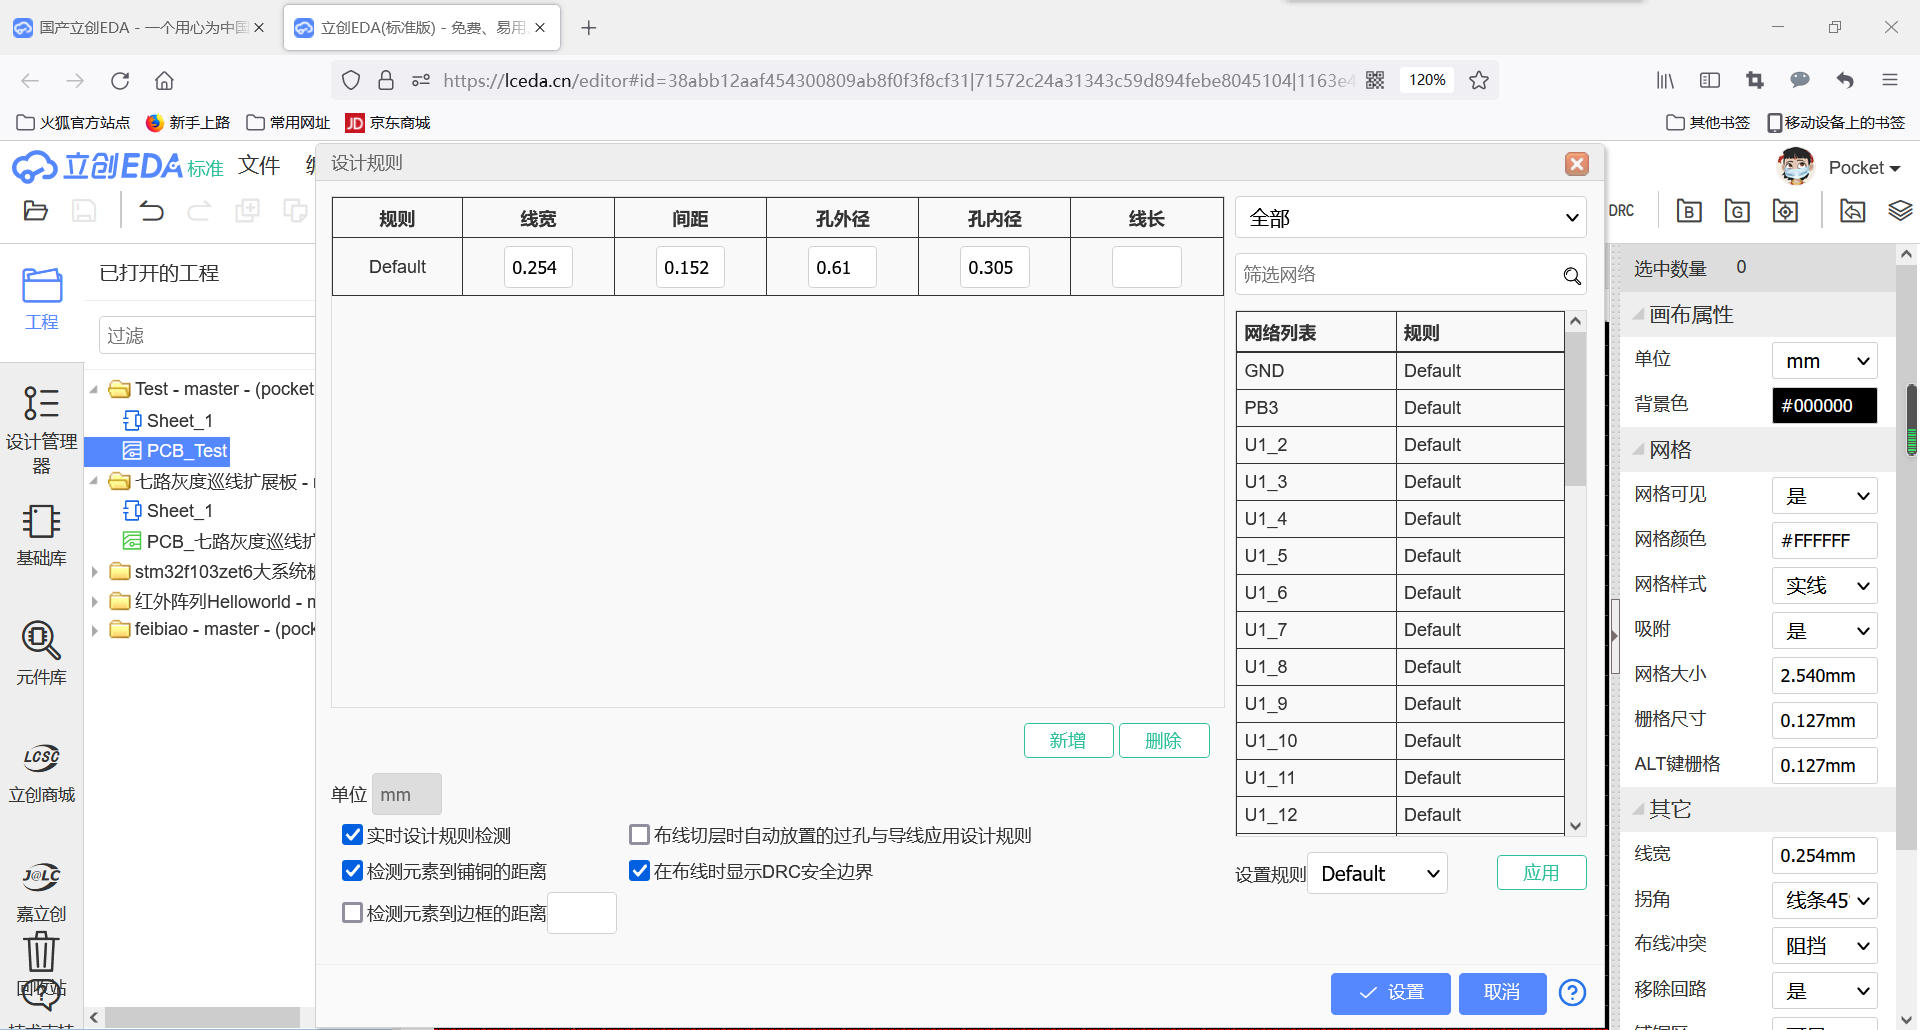 国产立创EDA - 一个用心为中国
立创EDA(标准版) - 免费、易用
https://lceda.cn/editor#id=38abb12aaf454300809ab8f0f3f8cf31|71572c24a31343c59d894febe8045104|1163e4
120%
火狐官方站点
新手上路
常用网址
JD 京东商城
其他书签
移动设备上的书签
立创EDA 标准
文件
设计规则
Pocket
DRC
B
G
工程
设计管理器
基础库
元件库
LCSC
立创商城
J@LC
嘉立创
回收站
已打开的工程
过滤
Test - master - (pocket
Sheet_1
PCB_Test
七路灰度巡线扩展板 -
Sheet_1
PCB_七路灰度巡线扩
stm32f103zet6大系统板
红外阵列Helloworld - m
feibiao - master - (pock
规则 线宽 间距 孔外径 孔内径 线长
Default 0.254 0.152 0.61 0.305
新增
删除
单位 mm
实时设计规则检测
布线切层时自动放置的过孔与导线应用设计规则
检测元素到铺铜的距离
在布线时显示DRC安全边界
检测元素到边框的距离
全部
筛选网络
网络列表 规则
GND Default
PB3 Default
U1_2 Default
U1_3 Default
U1_4 Default
U1_5 Default
U1_6 Default
U1_7 Default
U1_8 Default
U1_9 Default
U1_10 Default
U1_11 Default
U1_12 Default
设置规则 Default
应用
设置
取消
?
选中数量 0
画布属性
单位 mm
背景色 #000000
网格
网格可见 是
网格颜色 #FFFFFF
网格样式 实线
吸附 是
网格大小 2.540mm
栅格尺寸 0.127mm
ALT键栅格 0.127mm
其它
线宽 0.254mm
拐角 线条45°
布线冲突 阻挡
移除回路 是